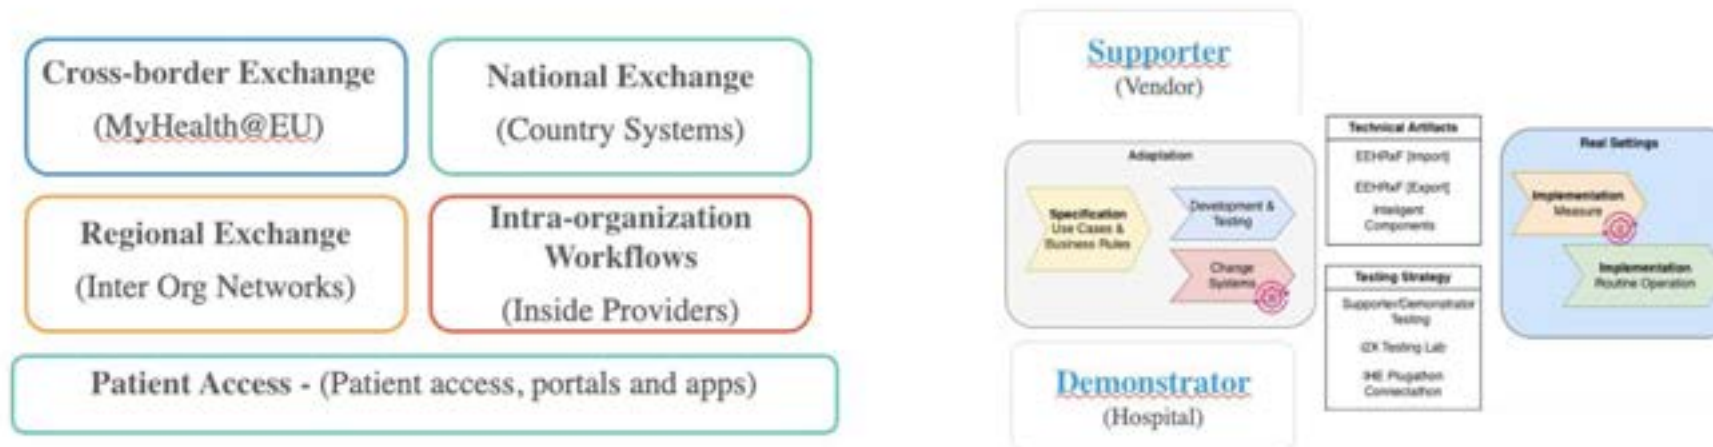 Cross-border Exchange
(MyHealth@EU)
National Exchange
(Country Systems)
Regional Exchange
(Inter Org Networks)
Intra-organization
Workflows
(Inside Providers)
Patient Access - (Patient access, portals and apps)
Supporter
(Vendor)
Adaptation
Specification
Use Cases &
Business Rules
Development &
Testing
Change
Systems
Demonstrator
(Hospital)
Technical Artifacts
EEHRxF [Import]
EEHRxF [Export]
Inteligent
Components
Testing Strategy
Supporter/Demonstrator
Testing
i2X Testing Lab
IHE Plugathon
Connectathon
Real Settings
Implementation
Measure
Implementation
Routine Operation